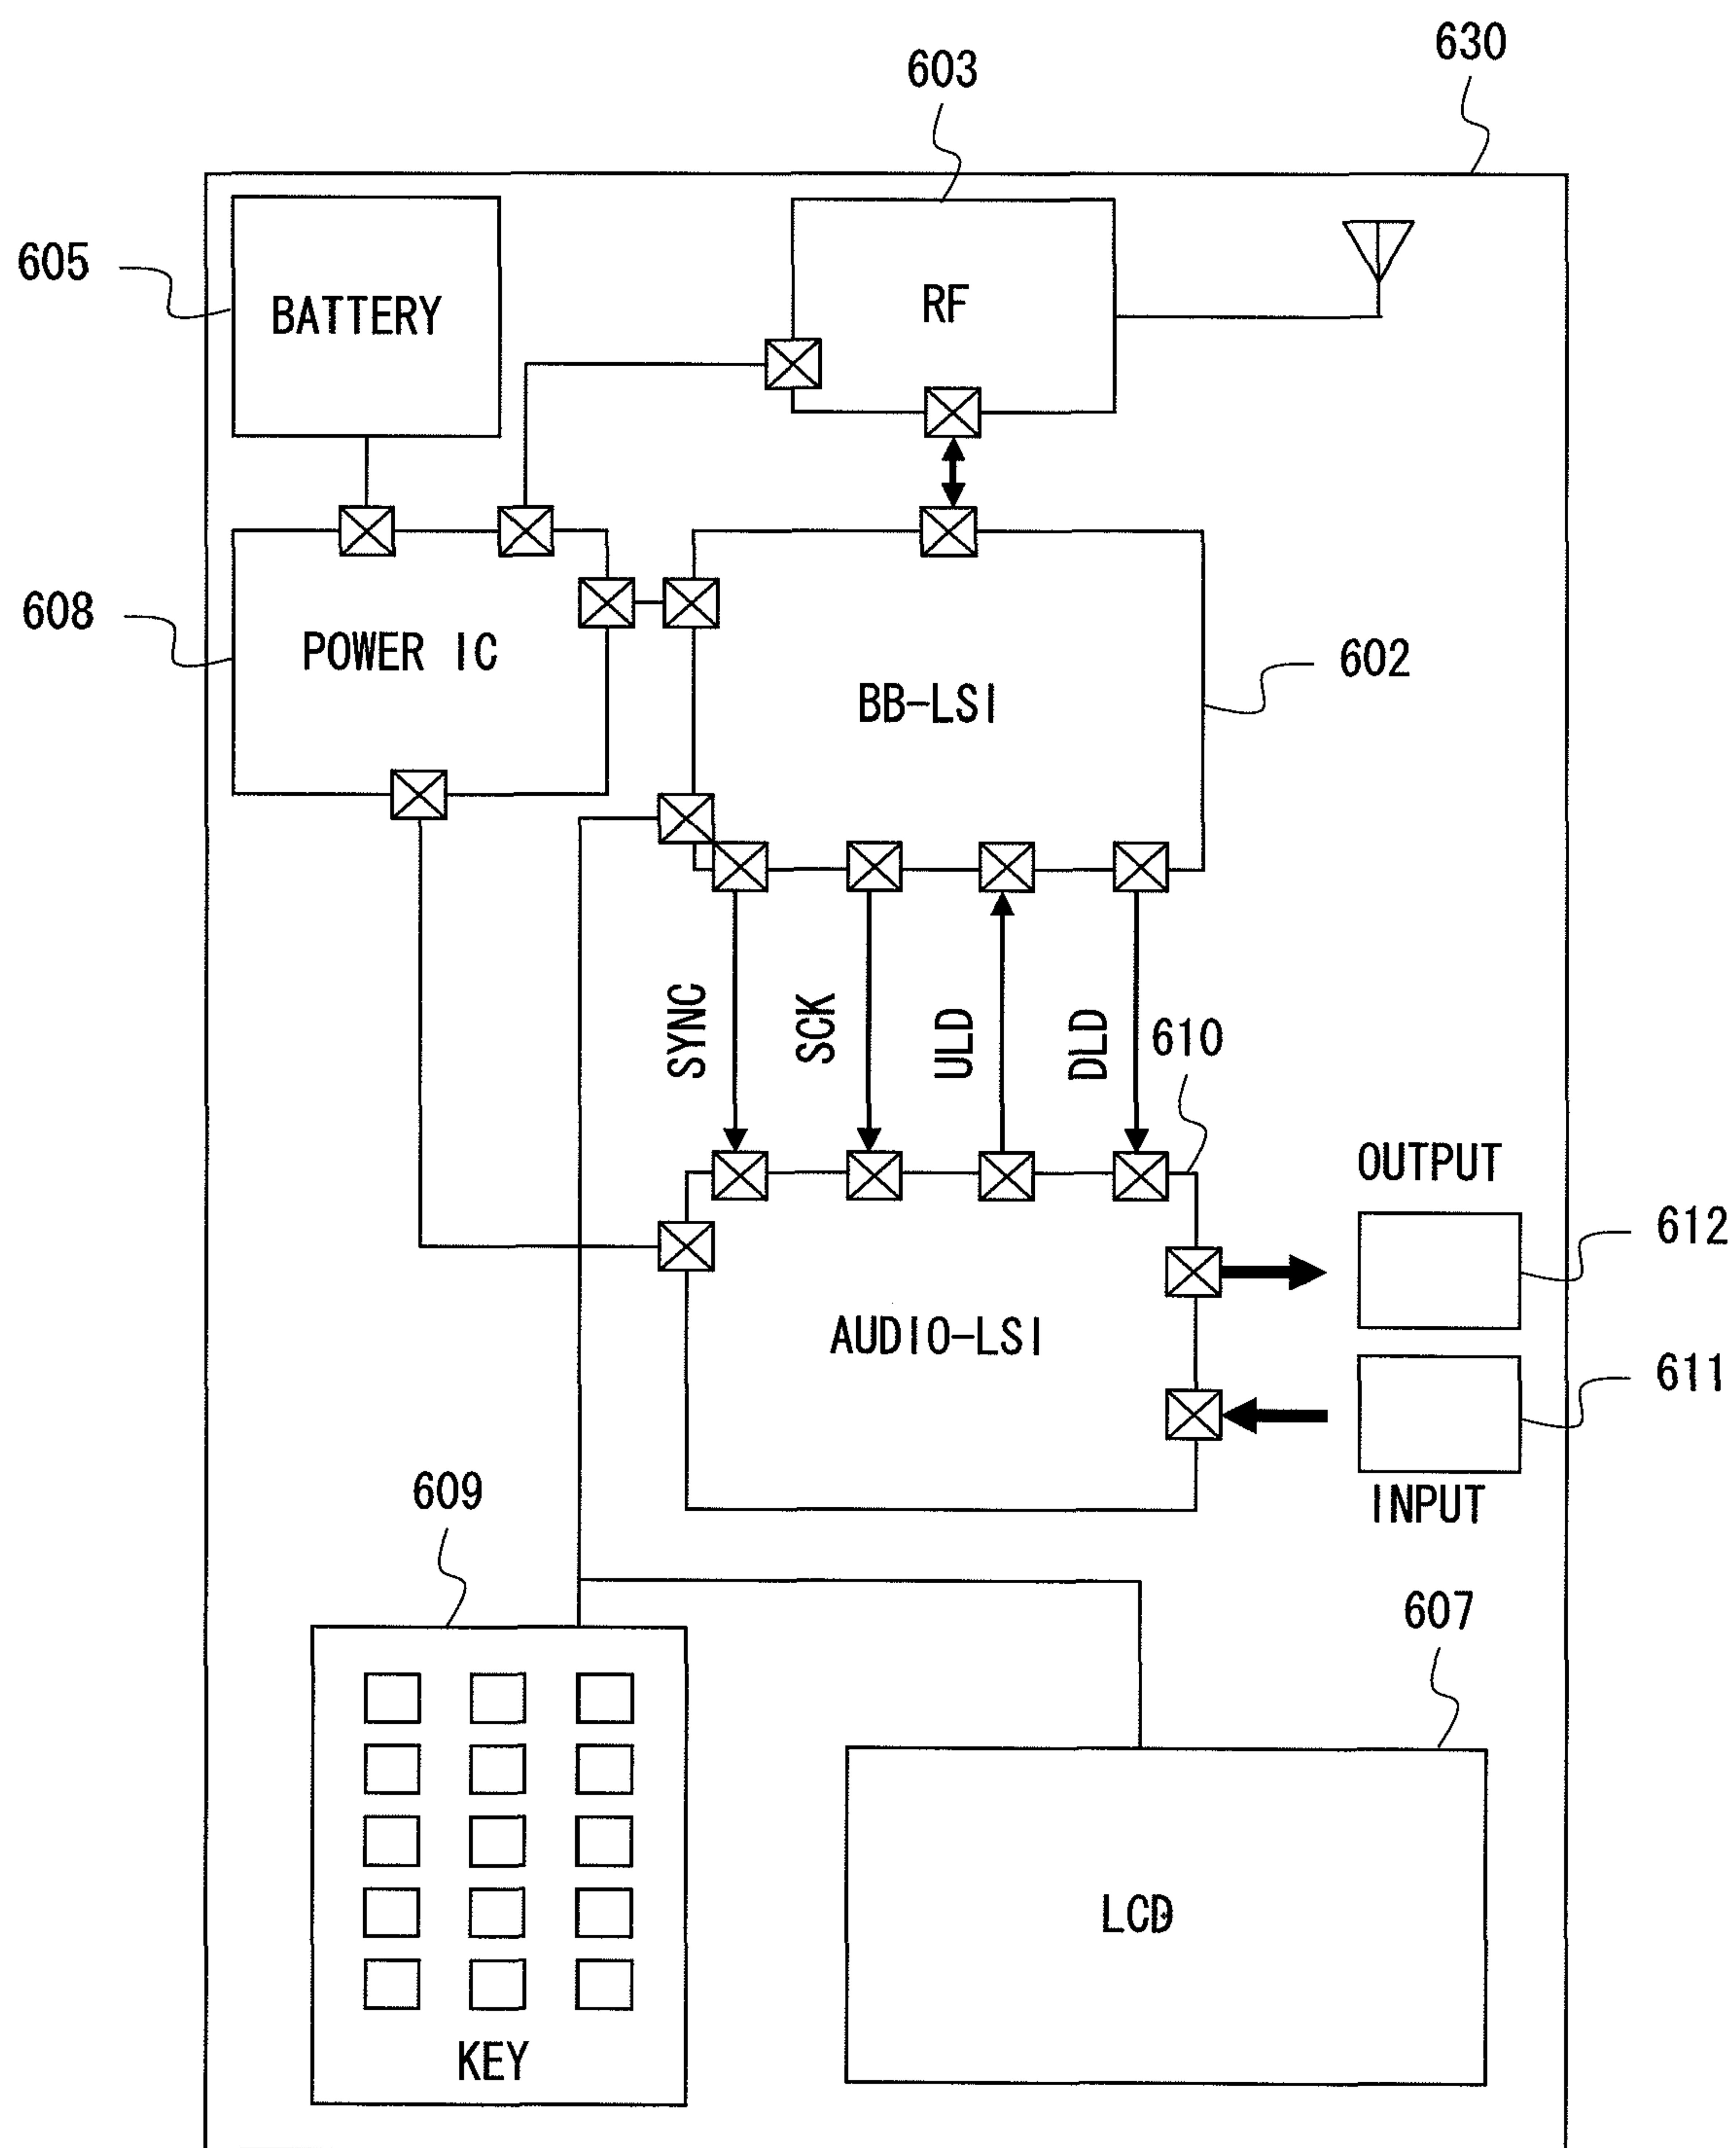 630
603
605
BATTERY
RF
608
POWER IC
602
BB-LSI
SYNC
SCK
ULD
DLD
610
OUTPUT
612
AUDIO-LSI
611
INPUT
609
607
LCD
KEY